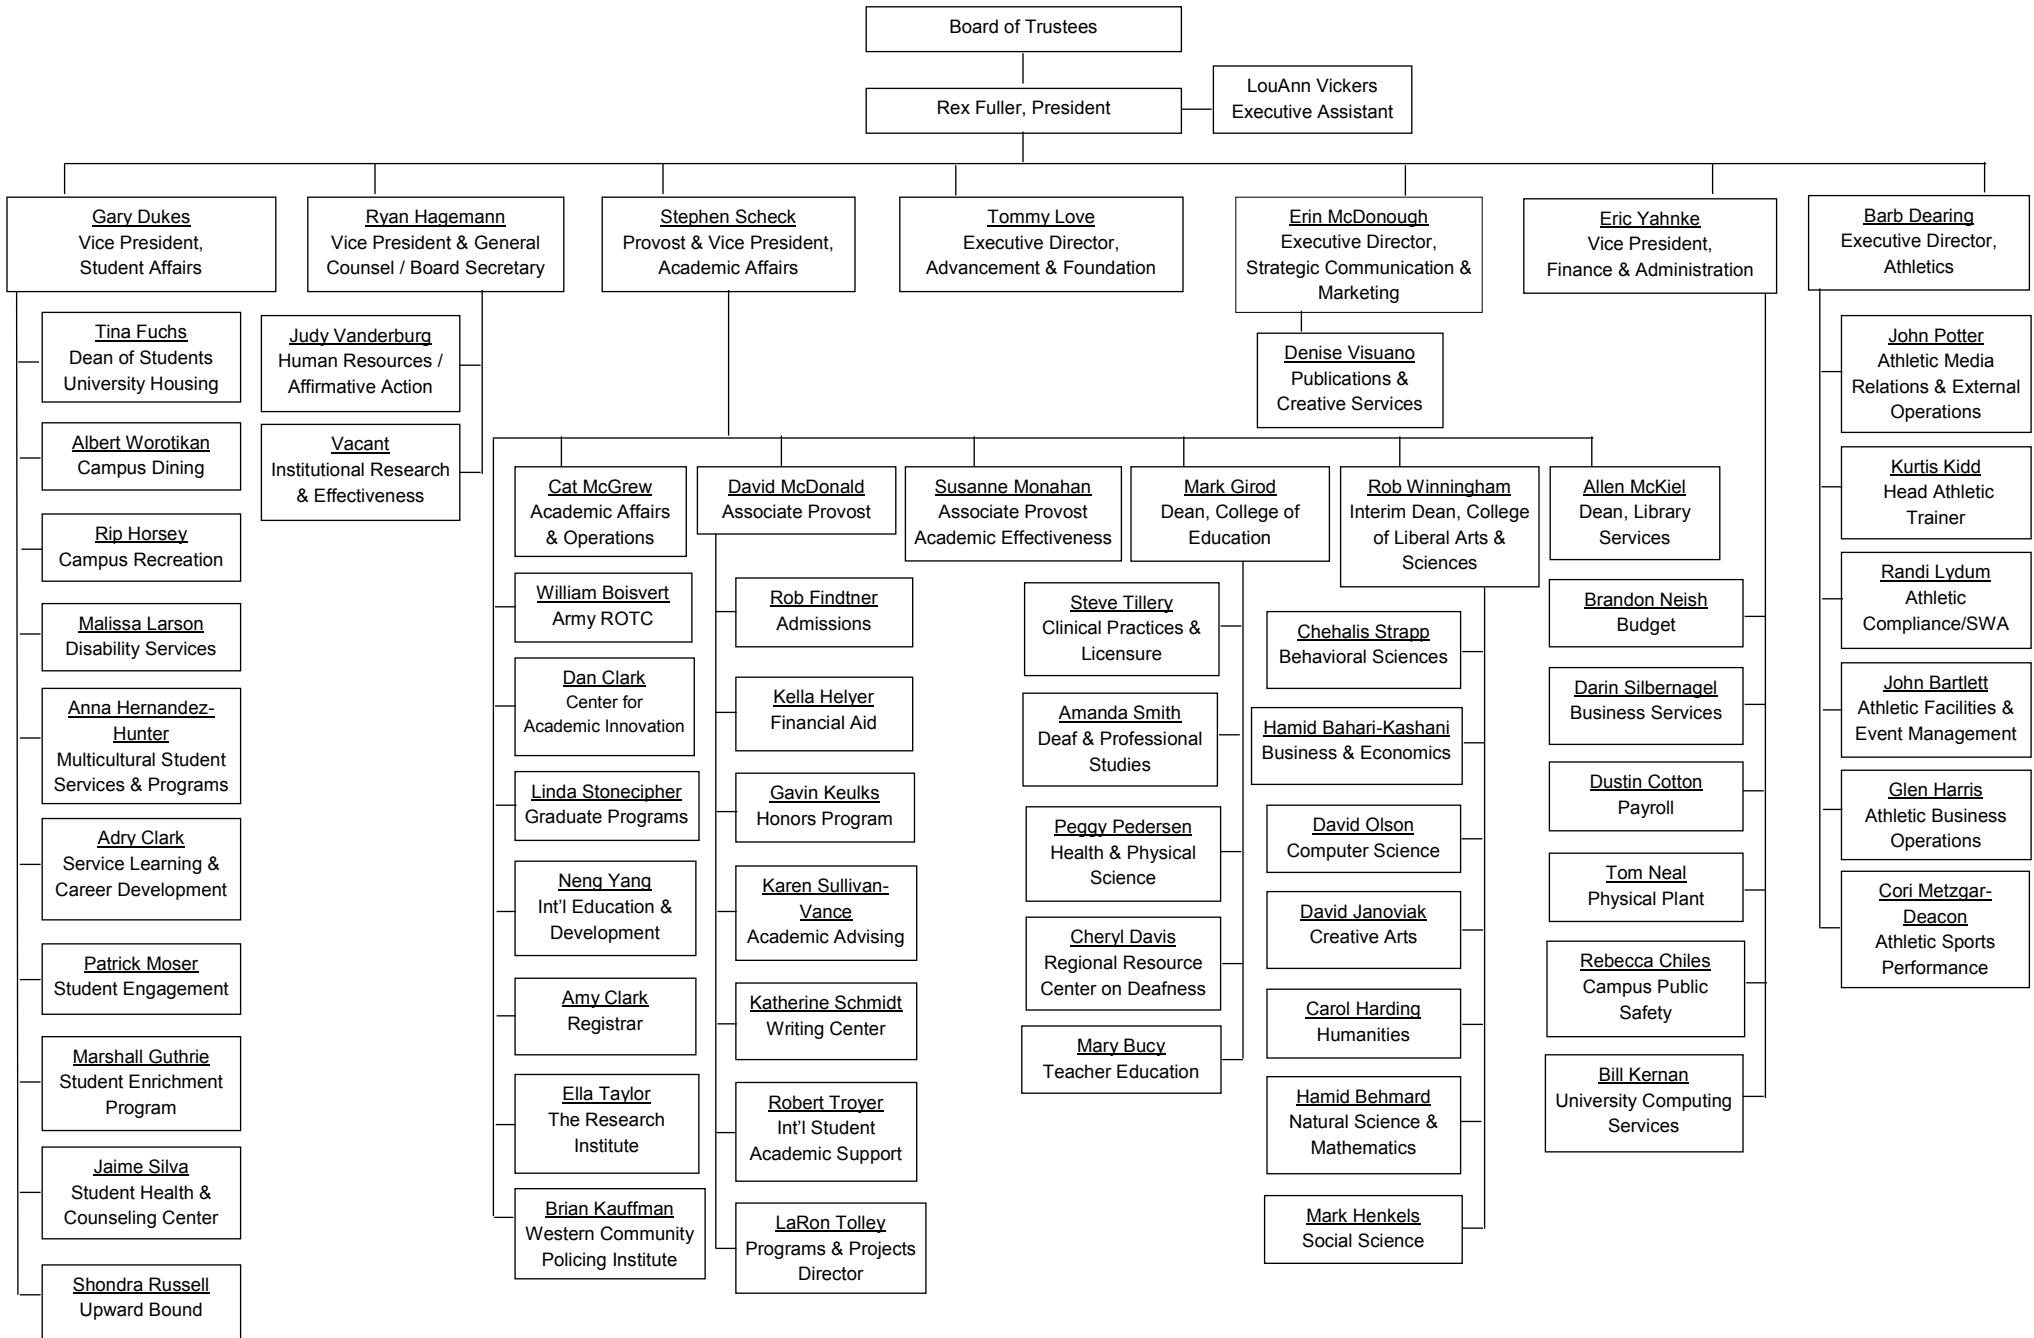 Board of Trustees
Rex Fuller, President
LouAnn Vickers
Executive Assistant
Gary Dukes
Vice President,
Student Affairs
Ryan Hagemann
Vice President & General
Counsel / Board Secretary
Stephen Scheck
Provost & Vice President,
Academic Affairs
Tommy Love
Executive Director,
Advancement & Foundation
Erin McDonough
Executive Director,
Strategic Communication &
Marketing
Eric Yahnke
Vice President,
Finance & Administration
Barb Dearing
Executive Director,
Athletics
Tina Fuchs
Dean of Students
University Housing
Albert Worotikan
Campus Dining
Rip Horsey
Campus Recreation
Malissa Larson
Disability Services
Anna Hernandez-
Hunter
Multicultural Student
Services & Programs
Adry Clark
Service Learning &
Career Development
Patrick Moser
Student Engagement
Marshall Guthrie
Student Enrichment
Program
Jaime Silva
Student Health &
Counseling Center
Shondra Russell
Upward Bound
Judy Vanderburg
Human Resources /
Affirmative Action
Vacant
Institutional Research
& Effectiveness
Cat McGrew
Academic Affairs
& Operations
William Boisvert
Army ROTC
Dan Clark
Center for
Academic Innovation
Linda Stonecipher
Graduate Programs
Neng Yang
Int’l Education &
Development
Amy Clark
Registrar
Ella Taylor
The Research
Institute
Brian Kauffman
Western Community
Policing Institute
David McDonald
Associate Provost
Rob Findtner
Admissions
Kella Helyer
Financial Aid
Gavin Keulks
Honors Program
Karen Sullivan-
Vance
Academic Advising
Katherine Schmidt
Writing Center
Robert Troyer
Int’l Student
Academic Support
LaRon Tolley
Programs & Projects
Director
Susanne Monahan
Associate Provost
Academic Effectiveness
Mark Girod
Dean, College of
Education
Steve Tillery
Clinical Practices &
Licensure
Amanda Smith
Deaf & Professional
Studies
Peggy Pedersen
Health & Physical
Science
Cheryl Davis
Regional Resource
Center on Deafness
Mary Bucy
Teacher Education
Rob Winningham
Interim Dean, College
of Liberal Arts &
Sciences
Chehalis Strapp
Behavioral Sciences
Hamid Bahari-Kashani
Business & Economics
David Olson
Computer Science
David Janoviak
Creative Arts
Carol Harding
Humanities
Hamid Behmard
Natural Science &
Mathematics
Mark Henkels
Social Science
Allen McKiel
Dean, Library
Services
Denise Visuano
Publications &
Creative Services
Brandon Neish
Budget
Darin Silbernagel
Business Services
Dustin Cotton
Payroll
Tom Neal
Physical Plant
Rebecca Chiles
Campus Public
Safety
Bill Kernan
University Computing
Services
John Potter
Athletic Media
Relations & External
Operations
Kurtis Kidd
Head Athletic
Trainer
Randi Lydum
Athletic
Compliance/SWA
John Bartlett
Athletic Facilities &
Event Management
Glen Harris
Athletic Business
Operations
Cori Metzgar-
Deacon
Athletic Sports
Performance